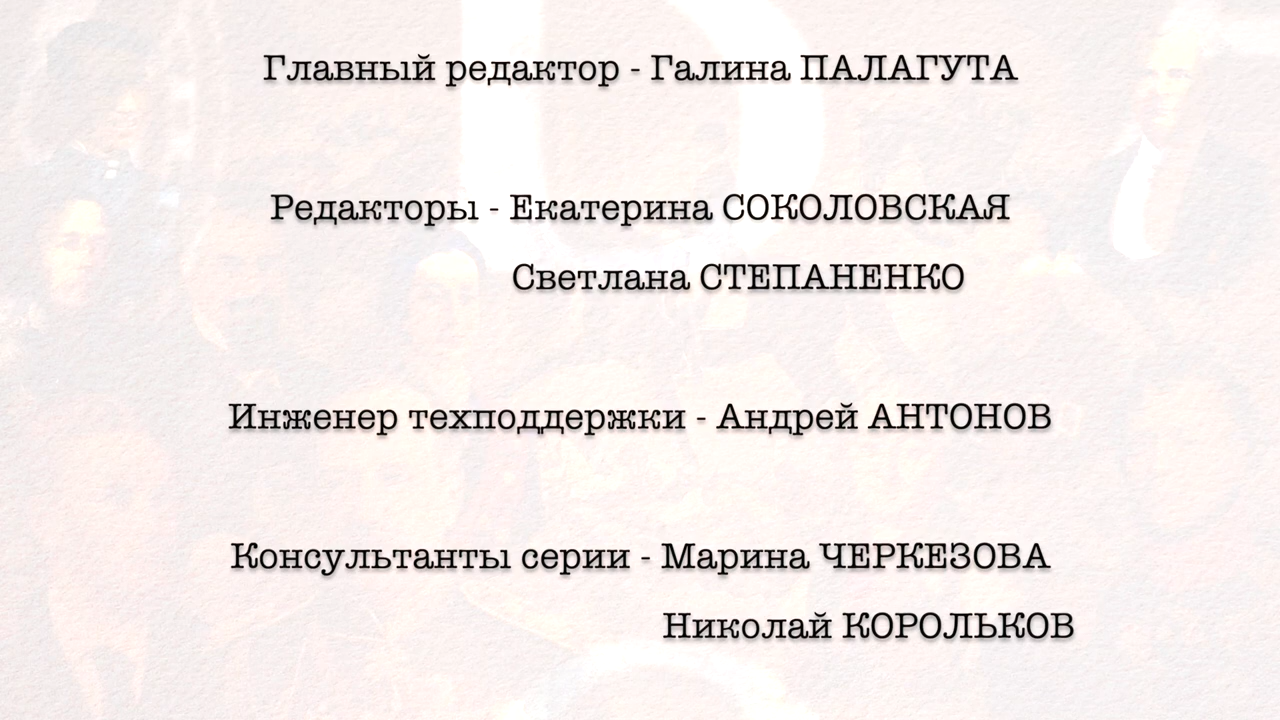 Главный редактор - Галина ПАЛАГУТА
Редакторы - Екатерина СОКОЛОВСКАЯ
Светлана СТЕПАНЕНКО
Инженер техподдержки - Андрей АНТОНОВ
Консультанты серии - Марина ЧЕРКЕЗОВА
Николай КОРОЛЬКОВ